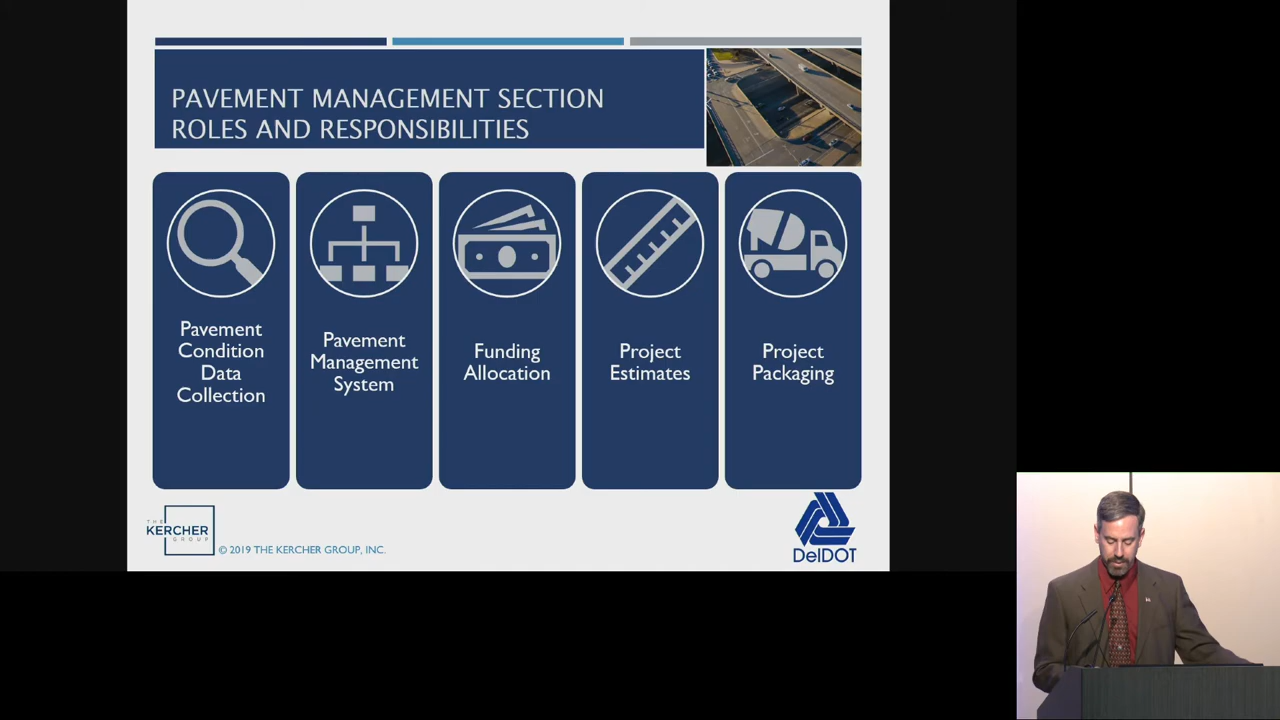 PAVEMENT MANAGEMENT SECTION
ROLES AND RESPONSIBILITIES
Pavement
Condition
Data
Collection
Pavement
Management
System
Funding
Allocation
Project
Estimates
Project
Packaging
THE
KERCHER
GROUP
© 2019 THE KERCHER GROUP, INC.
DelDOT